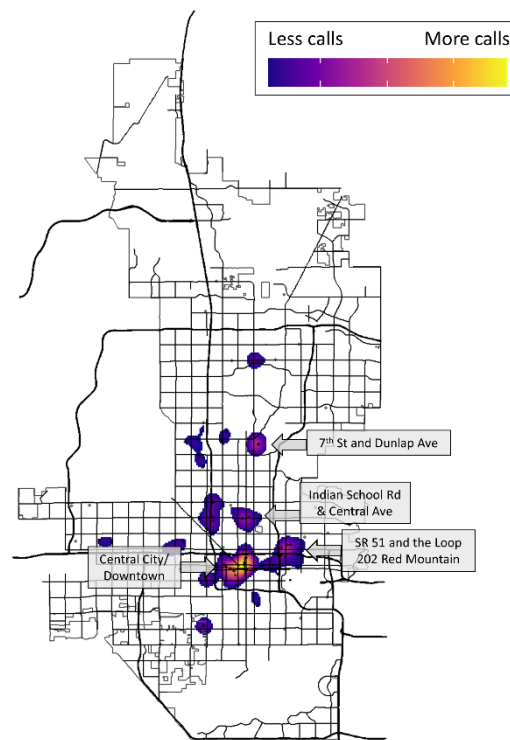 Less calls More calls
7th St and Dunlap Ave
Indian School Rd
& Central Ave
SR 51 and the Loop
202 Red Mountain
Central City/
Downtown